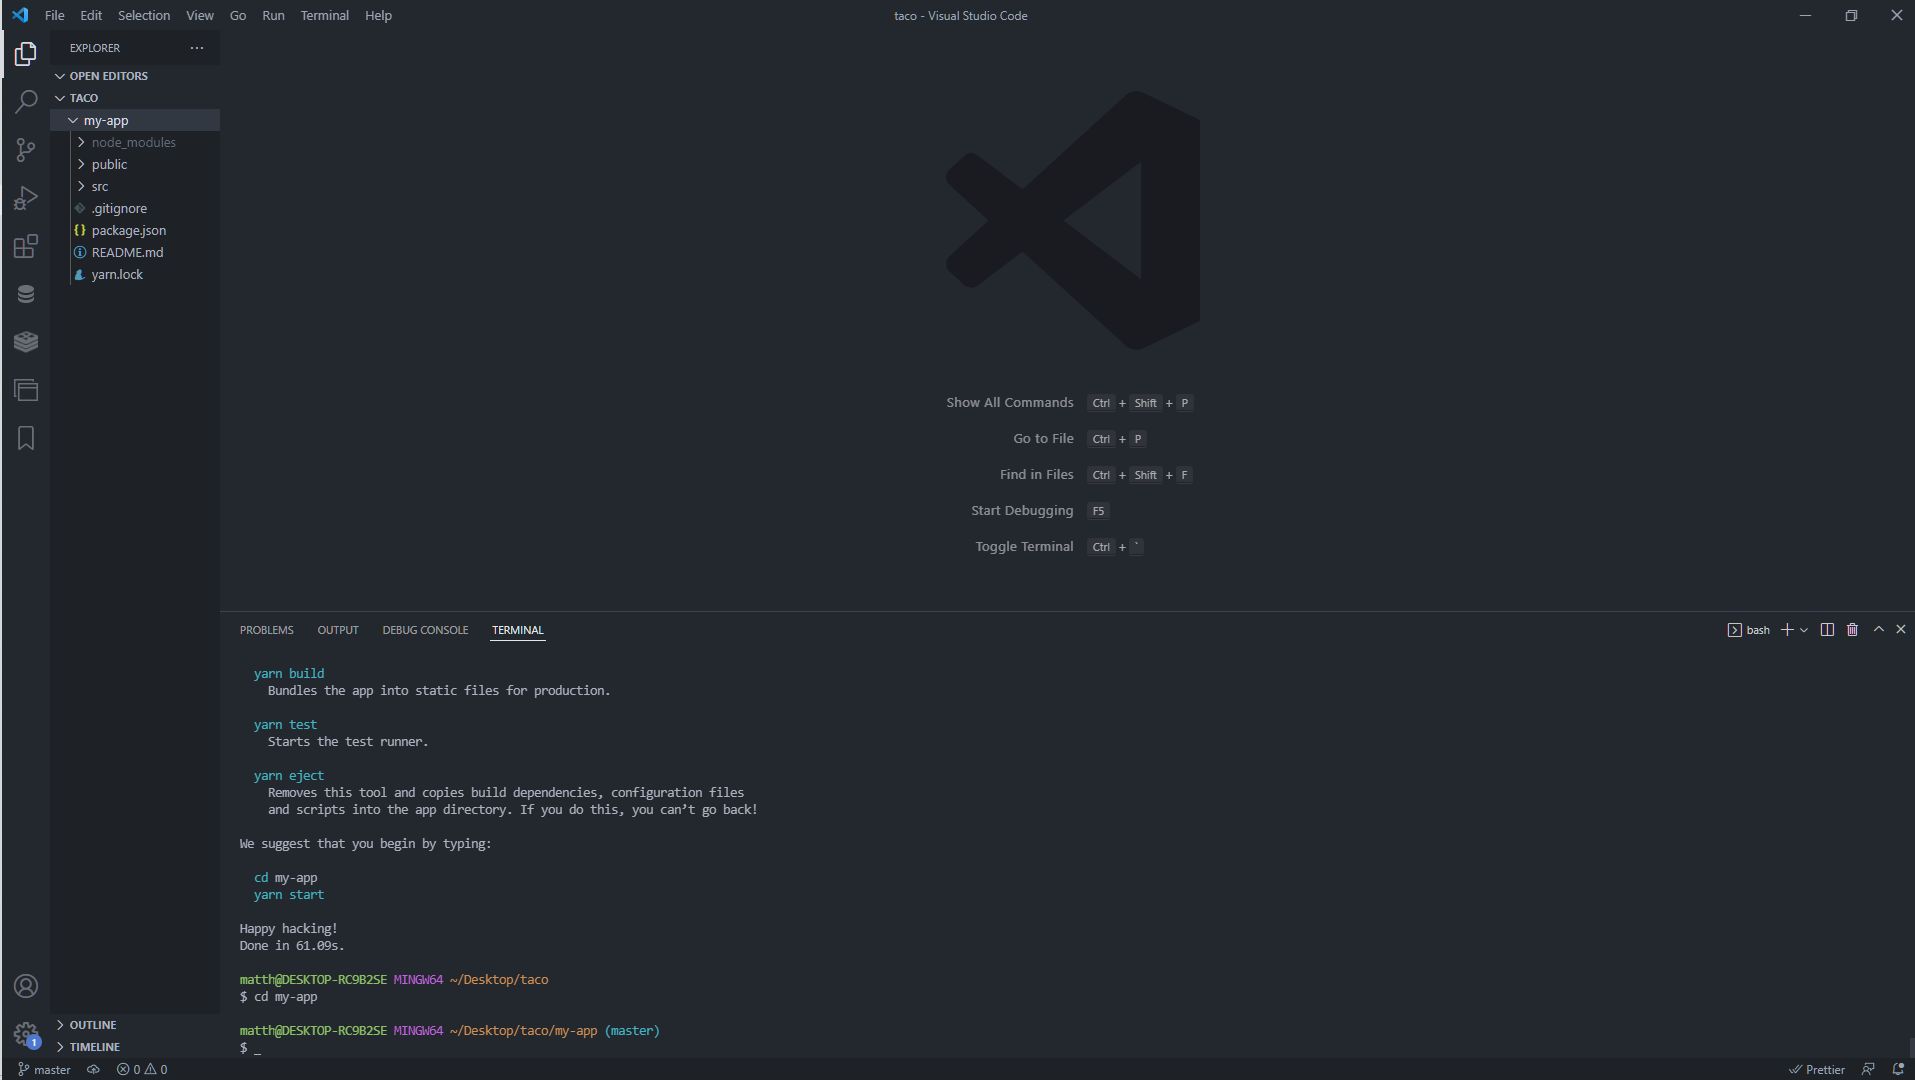 File Edit Selection View Go Run Terminal Help
taco - Visual Studio Code
EXPLORER
OPEN EDITORS
TACO
my-app
node_modules
public
src
.gitignore
package.json
README.md
yarn.lock
Show All Commands Ctrl + Shift + P
Go to File Ctrl + P
Find in Files Ctrl + Shift + F
Start Debugging F5
Toggle Terminal Ctrl + `
PROBLEMS OUTPUT DEBUG CONSOLE TERMINAL
bash
yarn build
Bundles the app into static files for production.
yarn test
Starts the test runner.
yarn eject
Removes this tool and copies build dependencies, configuration files
and scripts into the app directory. If you do this, you can’t go back!
We suggest that you begin by typing:
cd my-app
yarn start
Happy hacking!
Done in 61.09s.
matth@DESKTOP-RC9B2SE MINGW64 ~/Desktop/taco
$ cd my-app
matth@DESKTOP-RC9B2SE MINGW64 ~/Desktop/taco/my-app (master)
$ _
OUTLINE
TIMELINE
1
master 0 0
Prettier